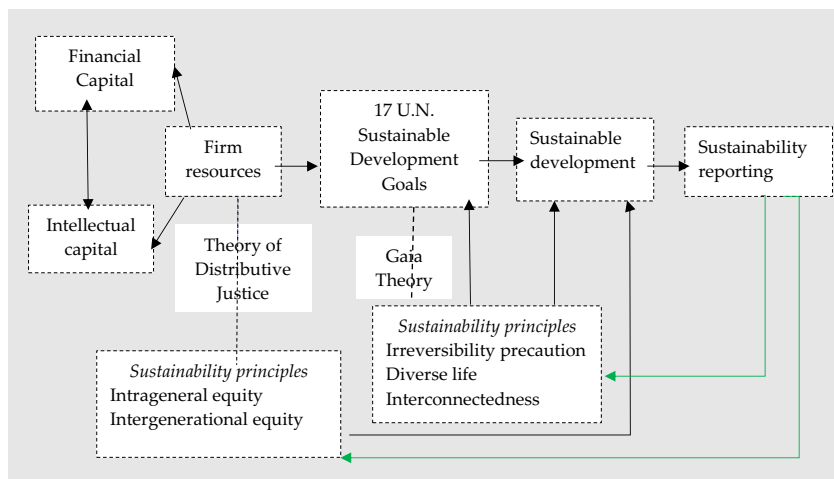 Financial
Capital
Firm
resources
Intellectual
capital
17 U.N.
Sustainable
Development
Goals
Sustainable
development
Sustainability
reporting
Theory of
Distributive
Justice
Gaia
Theory
Sustainability principles
Irreversibility precaution
Diverse life
Interconnectedness
Sustainability principles
Intrageneral equity
Intergenerational equity